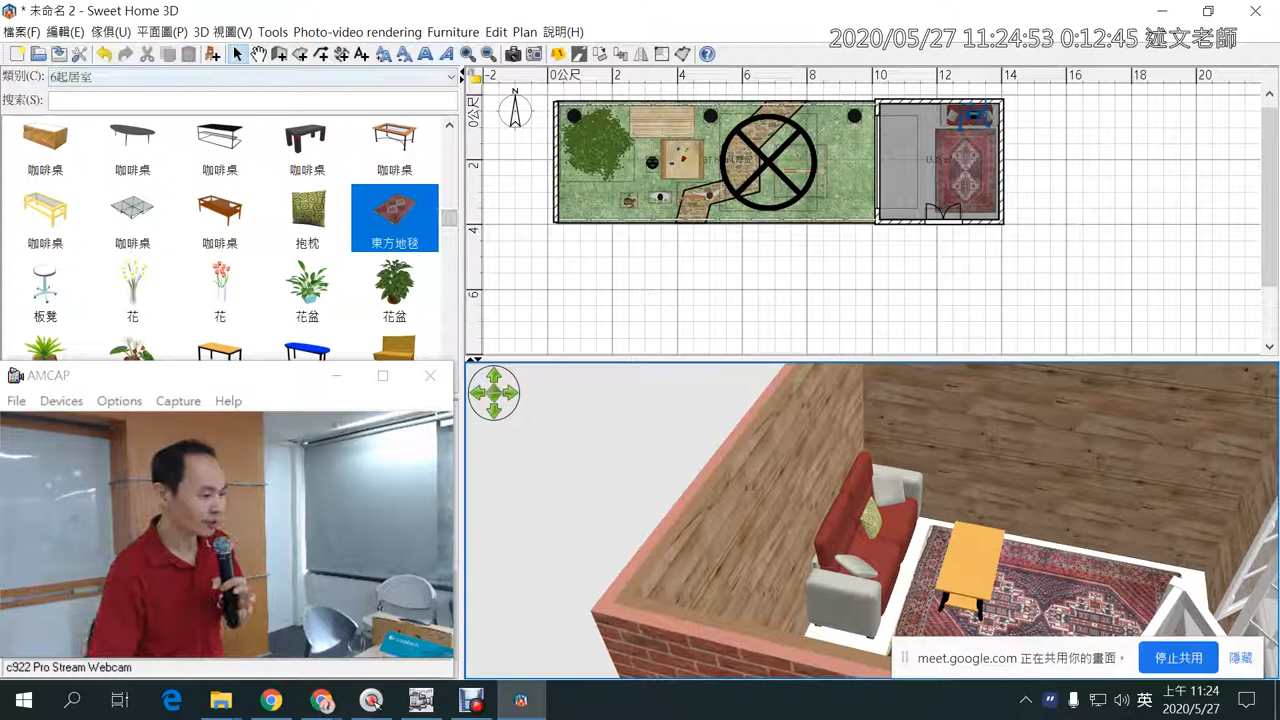 * 未命名 2 - Sweet Home 3D
檔案(F) 編輯(E) 傢俱(U) 平面圖(P) 3D 視圖(V) Tools Photo-video rendering Furniture Edit Plan 說明(H)
2020/05/27 11:24:53 0:12:45 述文老師
類別(C): 6起居室
搜索(S):
咖啡桌 咖啡桌 咖啡桌 咖啡桌 咖啡桌
咖啡桌 咖啡桌 咖啡桌 抱枕 東方地毯
板凳 花 花 花盆 花盆
-2 0公尺 2 4 6 8 10 12 14 16 18 20
0公尺
2
4
6
N
AMCAP
File Devices Options Capture Help
c922 Pro Stream Webcam
meet.google.com 正在共用你的畫面。 停止共用 隱藏
英
上午 11:24
2020/5/27